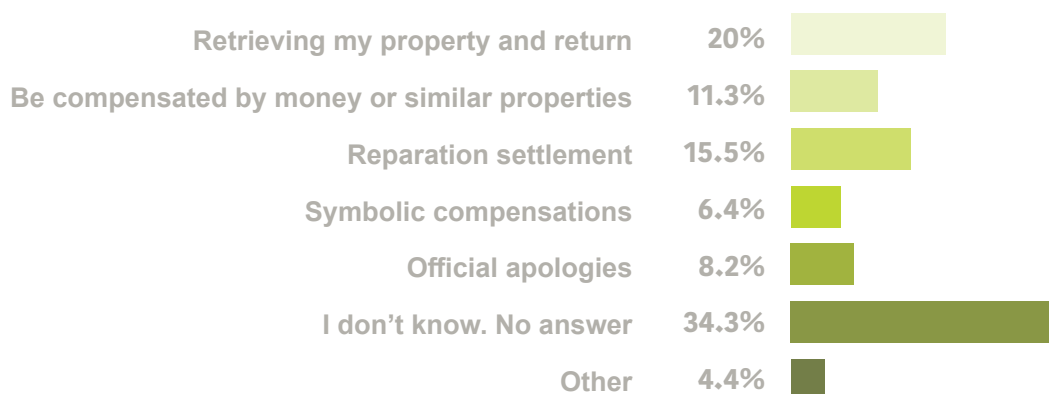 Retrieving my property and return 20%
Be compensated by money or similar properties 11.3%
Reparation settlement 15.5%
Symbolic compensations 6.4%
Official apologies 8.2%
I don’t know. No answer 34.3%
Other 4.4%